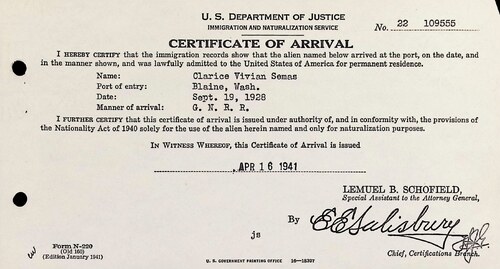 U. S. DEPARTMENT OF JUSTICE
IMMIGRATION AND NATURALIZATION SERVICE
No. 22 109555
CERTIFICATE OF ARRIVAL
I HEREBY CERTIFY that the immigration records show that the alien named below arrived at the port, on the date, and
in the manner shown, and was lawfully admitted to the United States of America for permanent residence.
Name: Clarice Vivian Semas
Port of entry: Blaine, Wash.
Date: Sept. 19, 1928
Manner of arrival: G. N. R. R.
I FURTHER CERTIFY that this certificate of arrival is issued under authority of, and in conformity with, the provisions of
the Nationality Act of 1940 solely for the use of the alien herein named and only for naturalization purposes.
IN WITNESS WHEREOF, this Certificate of Arrival is issued
APR 16 1941
LEMUEL B. SCHOFIELD,
Special Assistant to the Attorney General,
By E E Salisbury
Chief, Certifications Branch.
js
Form N-220
(Old 160)
(Edition January 1941)
U. S. GOVERNMENT PRINTING OFFICE